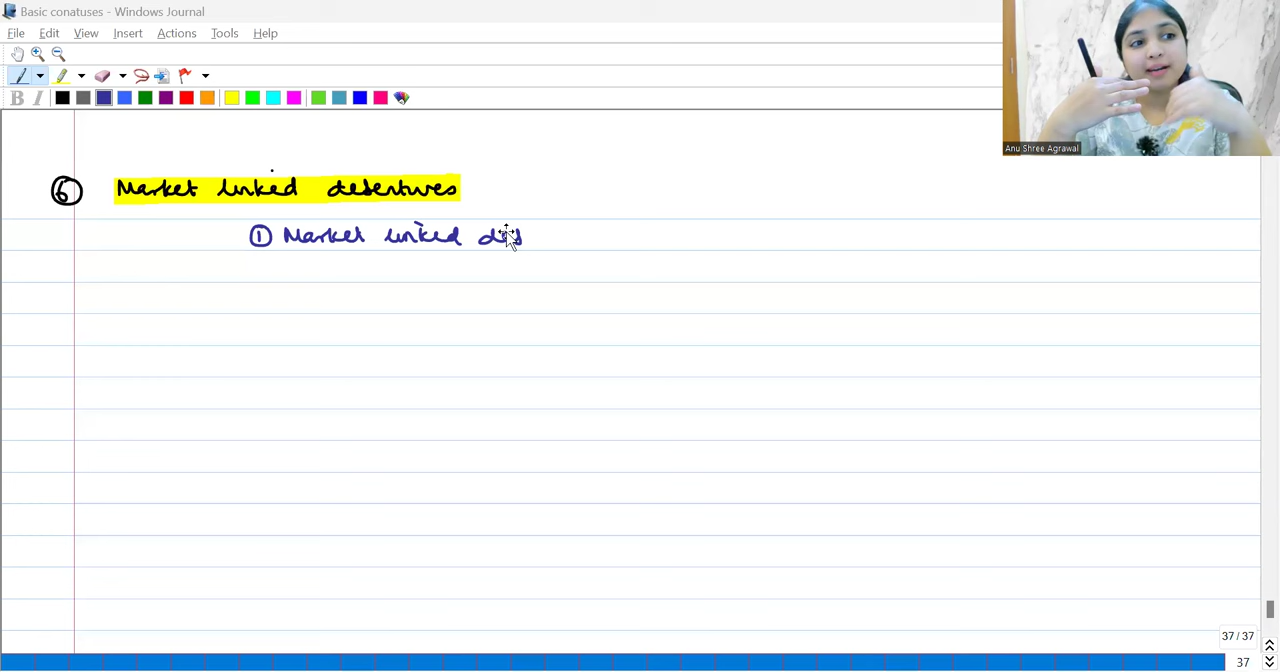 Basic conatuses - Windows Journal
File Edit View Insert Actions Tools Help
B I
Anu Shree Agrawal
6 Market linked debentures
1 Market linked
37 / 37
37